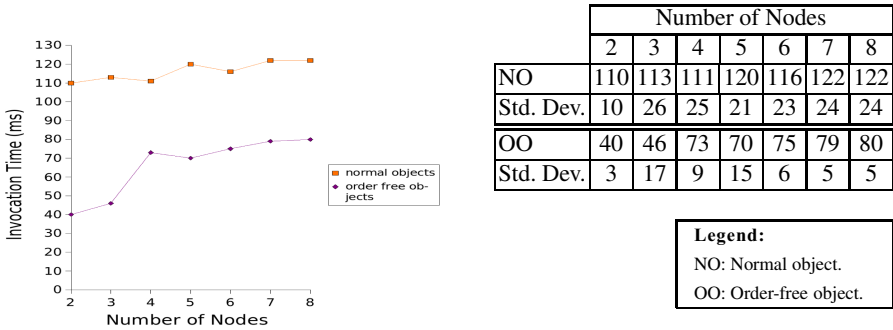 130
120
110
100
90
80
70
60
50
40
30
20
10
0
2 3 4 5 6 7 8
Invocation Time (ms)
Number of Nodes
normal objects
order free ob-
jects
Number of Nodes
2 3 4 5 6 7 8
NO 110 113 111 120 116 122 122
Std. Dev. 10 26 25 21 23 24 24
OO 40 46 73 70 75 79 80
Std. Dev. 3 17 9 15 6 5 5
Legend:
NO: Normal object.
OO: Order-free object.